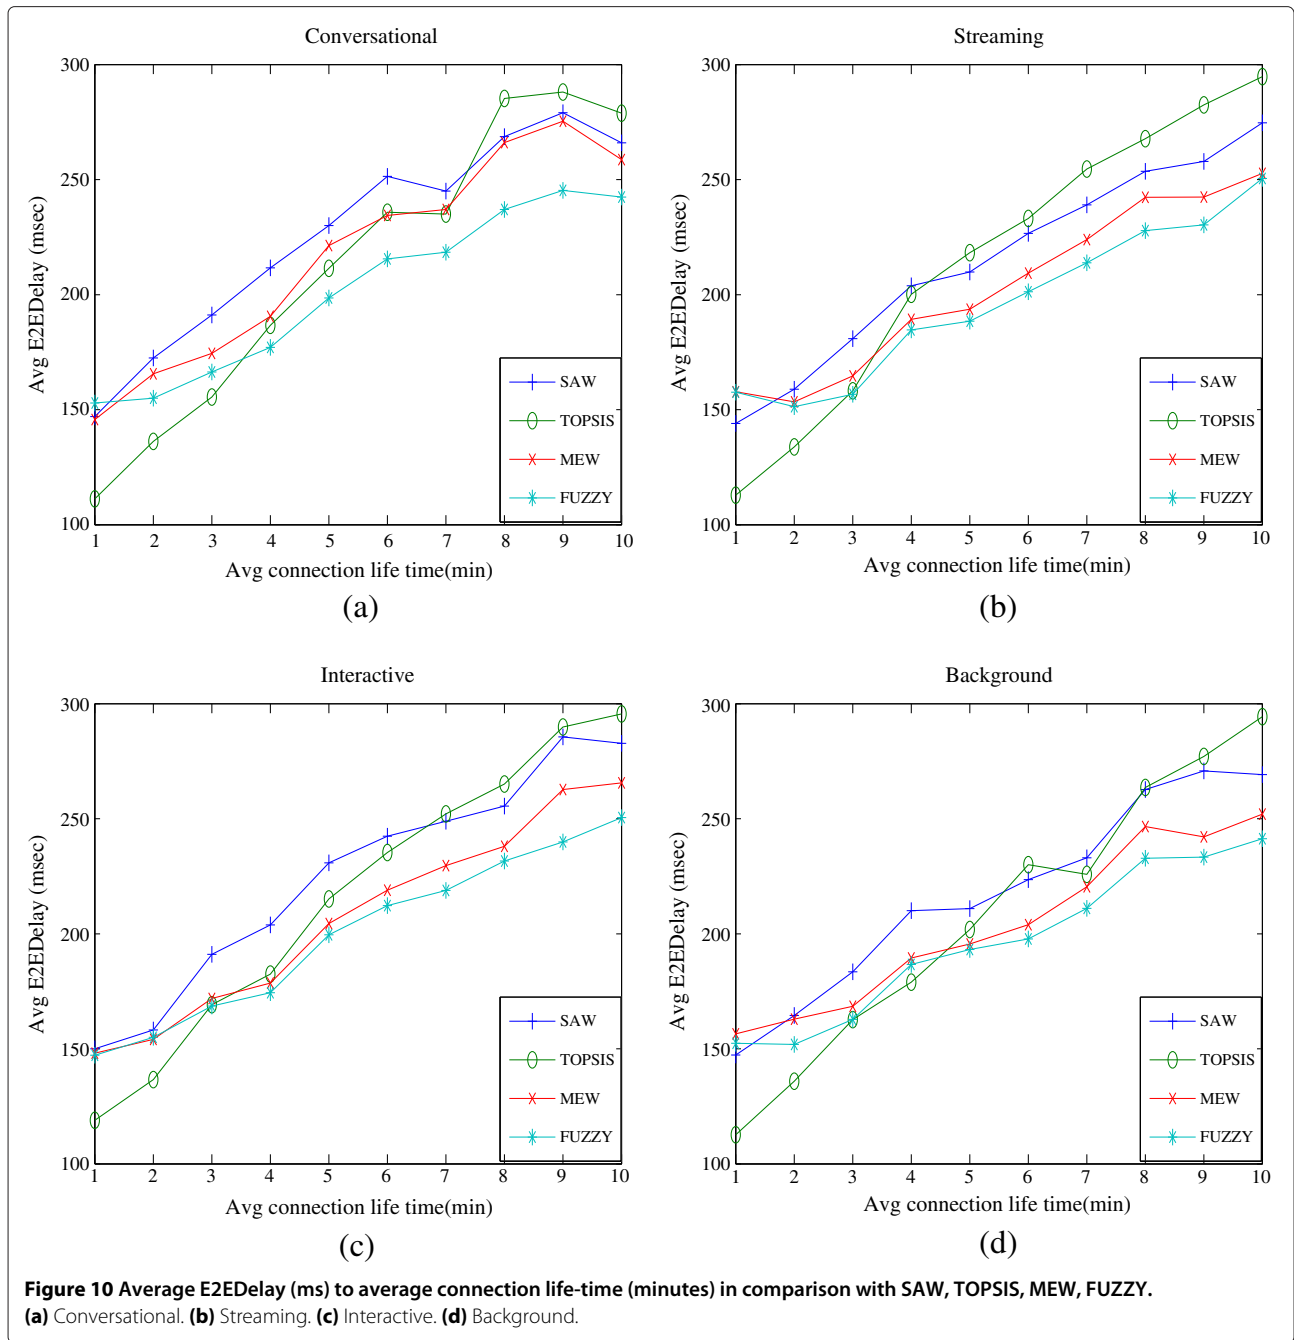 Conversational
300
250
200
150
100
Avg E2EDelay (msec)
1 2 3 4 5 6 7 8 9 10
Avg connection life time(min)
SAW
TOPSIS
MEW
FUZZY
(a)
Streaming
300
250
200
150
100
Avg E2EDelay (msec)
1 2 3 4 5 6 7 8 9 10
Avg connection life time(min)
SAW
TOPSIS
MEW
FUZZY
(b)
Interactive
300
250
200
150
100
Avg E2EDelay (msec)
1 2 3 4 5 6 7 8 9 10
Avg connection life time(min)
SAW
TOPSIS
MEW
FUZZY
(c)
Background
300
250
200
150
100
Avg E2EDelay (msec)
1 2 3 4 5 6 7 8 9 10
Avg connection life time(min)
SAW
TOPSIS
MEW
FUZZY
(d)
Figure 10 Average E2EDelay (ms) to average connection life-time (minutes) in comparison with SAW, TOPSIS, MEW, FUZZY.
(a) Conversational. (b) Streaming. (c) Interactive. (d) Background.